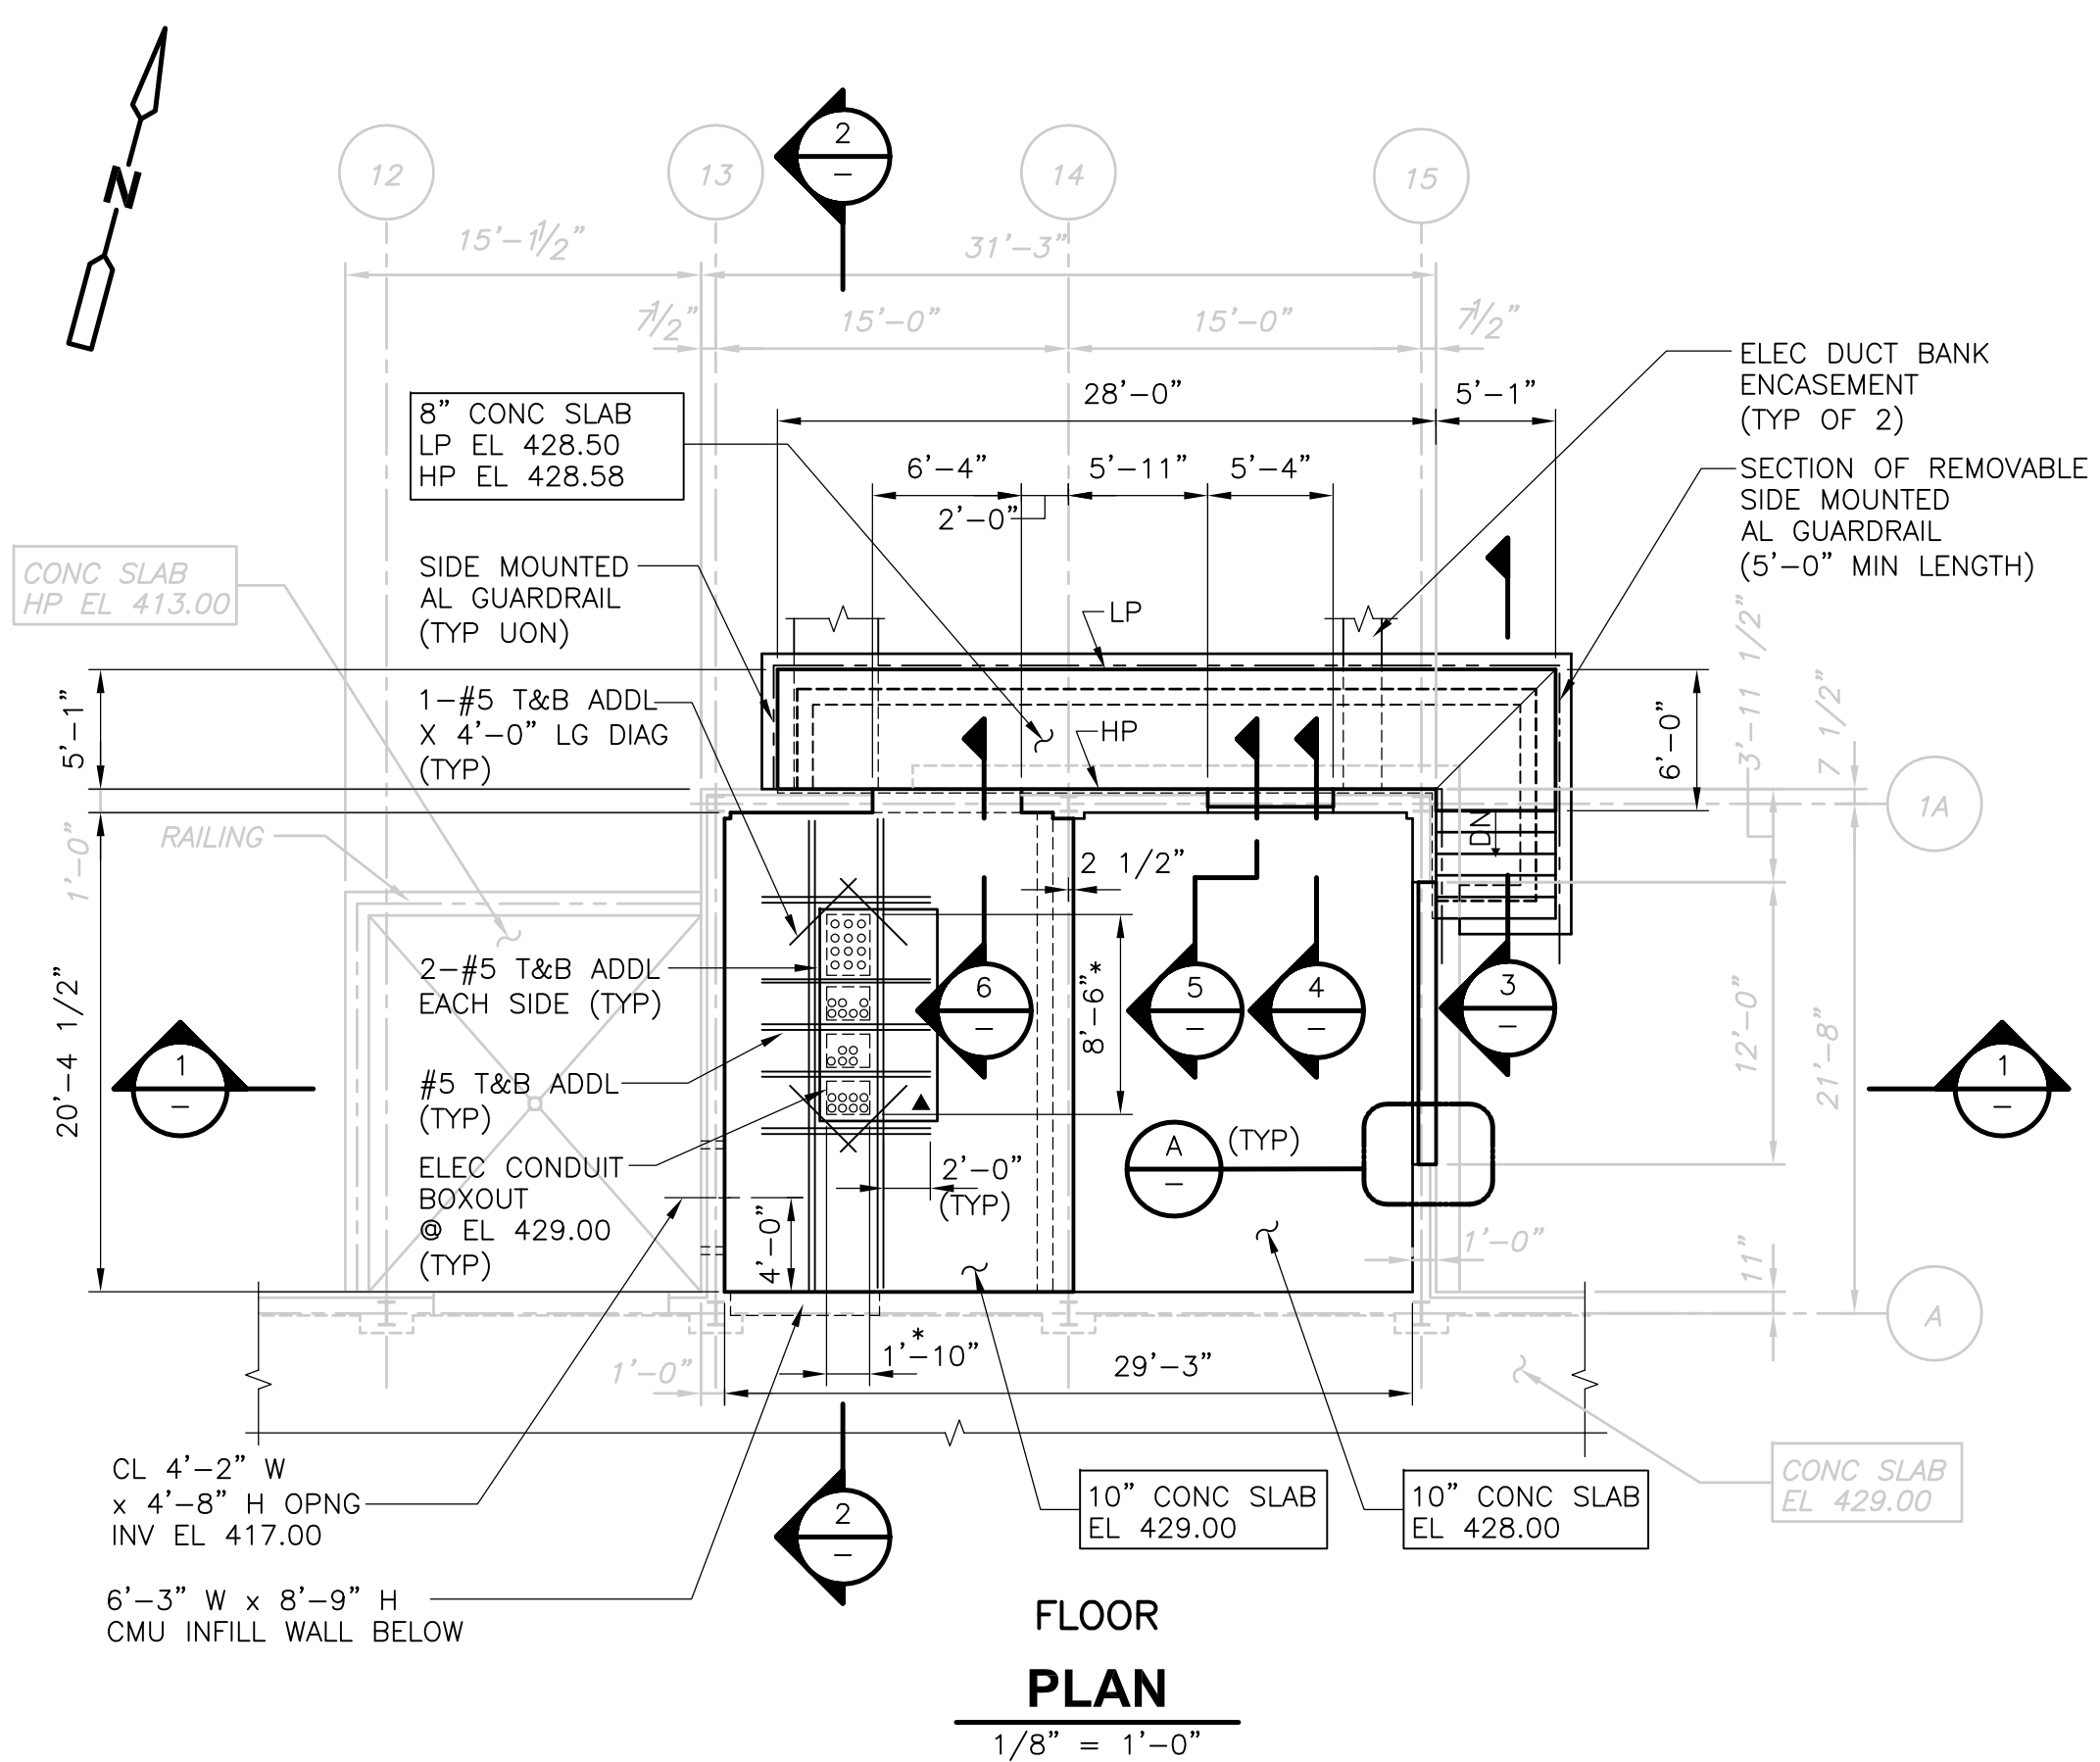 N
2
–
12
13
14
15
15'–1 1/2"
31'–3"
7 1/2"
15'–0"
15'–0"
7 1/2"
28'–0"
5'–1"
6'–4"
5'–11"
5'–4"
2'–0"
8" CONC SLAB
LP EL 428.50
HP EL 428.58
ELEC DUCT BANK
ENCASEMENT
(TYP OF 2)
SECTION OF REMOVABLE
SIDE MOUNTED
AL GUARDRAIL
(5'–0" MIN LENGTH)
CONC SLAB
HP EL 413.00
SIDE MOUNTED
AL GUARDRAIL
(TYP UON)
LP
HP
1–#5 T&B ADDL
X 4'–0" LG DIAG
(TYP)
5'–1"
1'–0"
20'–4 1/2"
RAILING
6'–0"
3'–11 1/2"
7 1/2"
1A
DN
2 1/2"
2–#5 T&B ADDL
EACH SIDE (TYP)
8'–6"*
6
–
5
–
4
–
3
–
12'–0"
21'–8"
1
–
1
–
#5 T&B ADDL
(TYP)
ELEC CONDUIT
BOXOUT
@ EL 429.00
(TYP)
2'–0"
(TYP)
4'–0"
A
–
(TYP)
1'–0"
11"
A
1'–0"
*
1'–10"
29'–3"
CL 4'–2" W
x 4'–8" H OPNG
INV EL 417.00
6'–3" W x 8'–9" H
CMU INFILL WALL BELOW
2
–
10" CONC SLAB
EL 429.00
10" CONC SLAB
EL 428.00
CONC SLAB
EL 429.00
FLOOR
PLAN
1/8" = 1'–0"